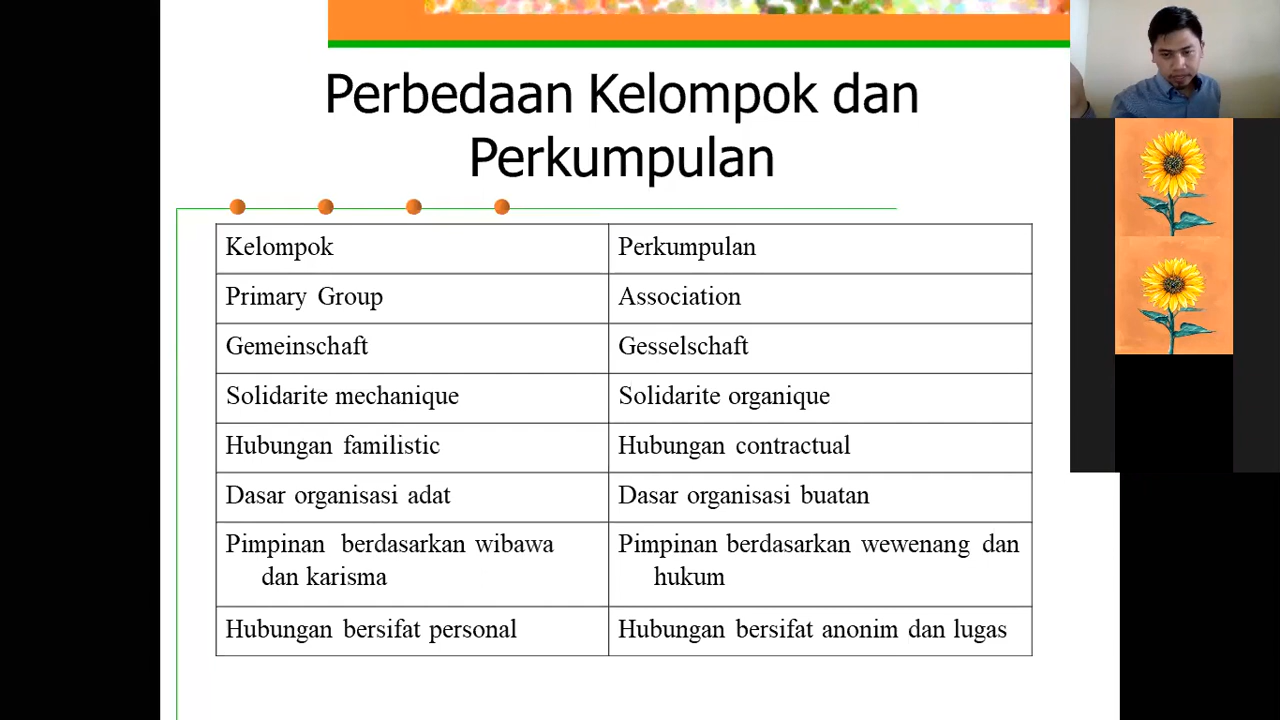 Perbedaan Kelompok dan
Perkumpulan
Kelompok
Perkumpulan
Primary Group
Association
Gemeinschaft
Gesselschaft
Solidarite mechanique
Solidarite organique
Hubungan familistic
Hubungan contractual
Dasar organisasi adat
Dasar organisasi buatan
Pimpinan berdasarkan wibawa
dan karisma
Pimpinan berdasarkan wewenang dan
hukum
Hubungan bersifat personal
Hubungan bersifat anonim dan lugas